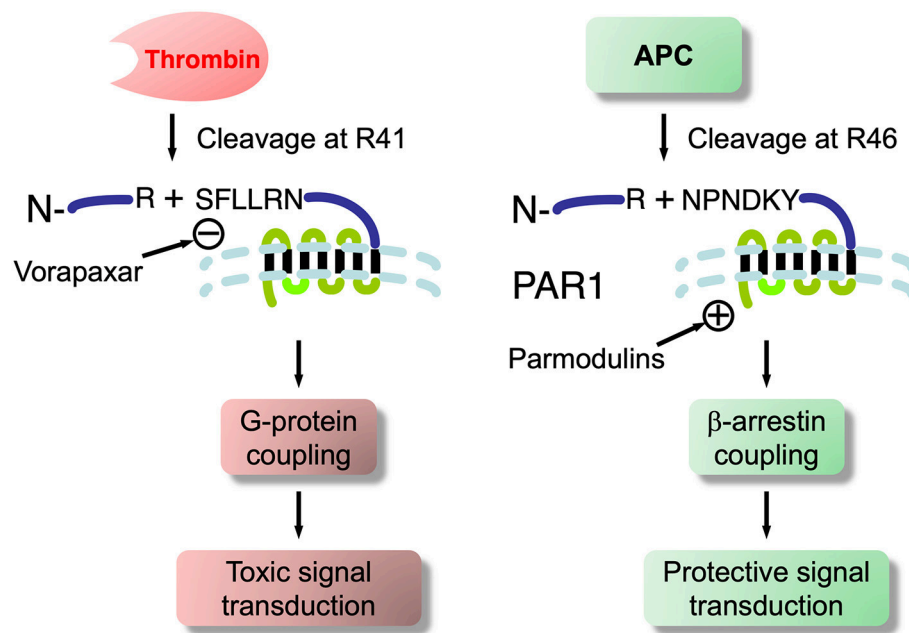 Thrombin
Cleavage at R41
N- R + SFLLRN
−
Vorapaxar
G-protein
coupling
Toxic signal
transduction
APC
Cleavage at R46
N- R + NPNDKY
PAR1
+
Parmodulins
β-arrestin
coupling
Protective signal
transduction